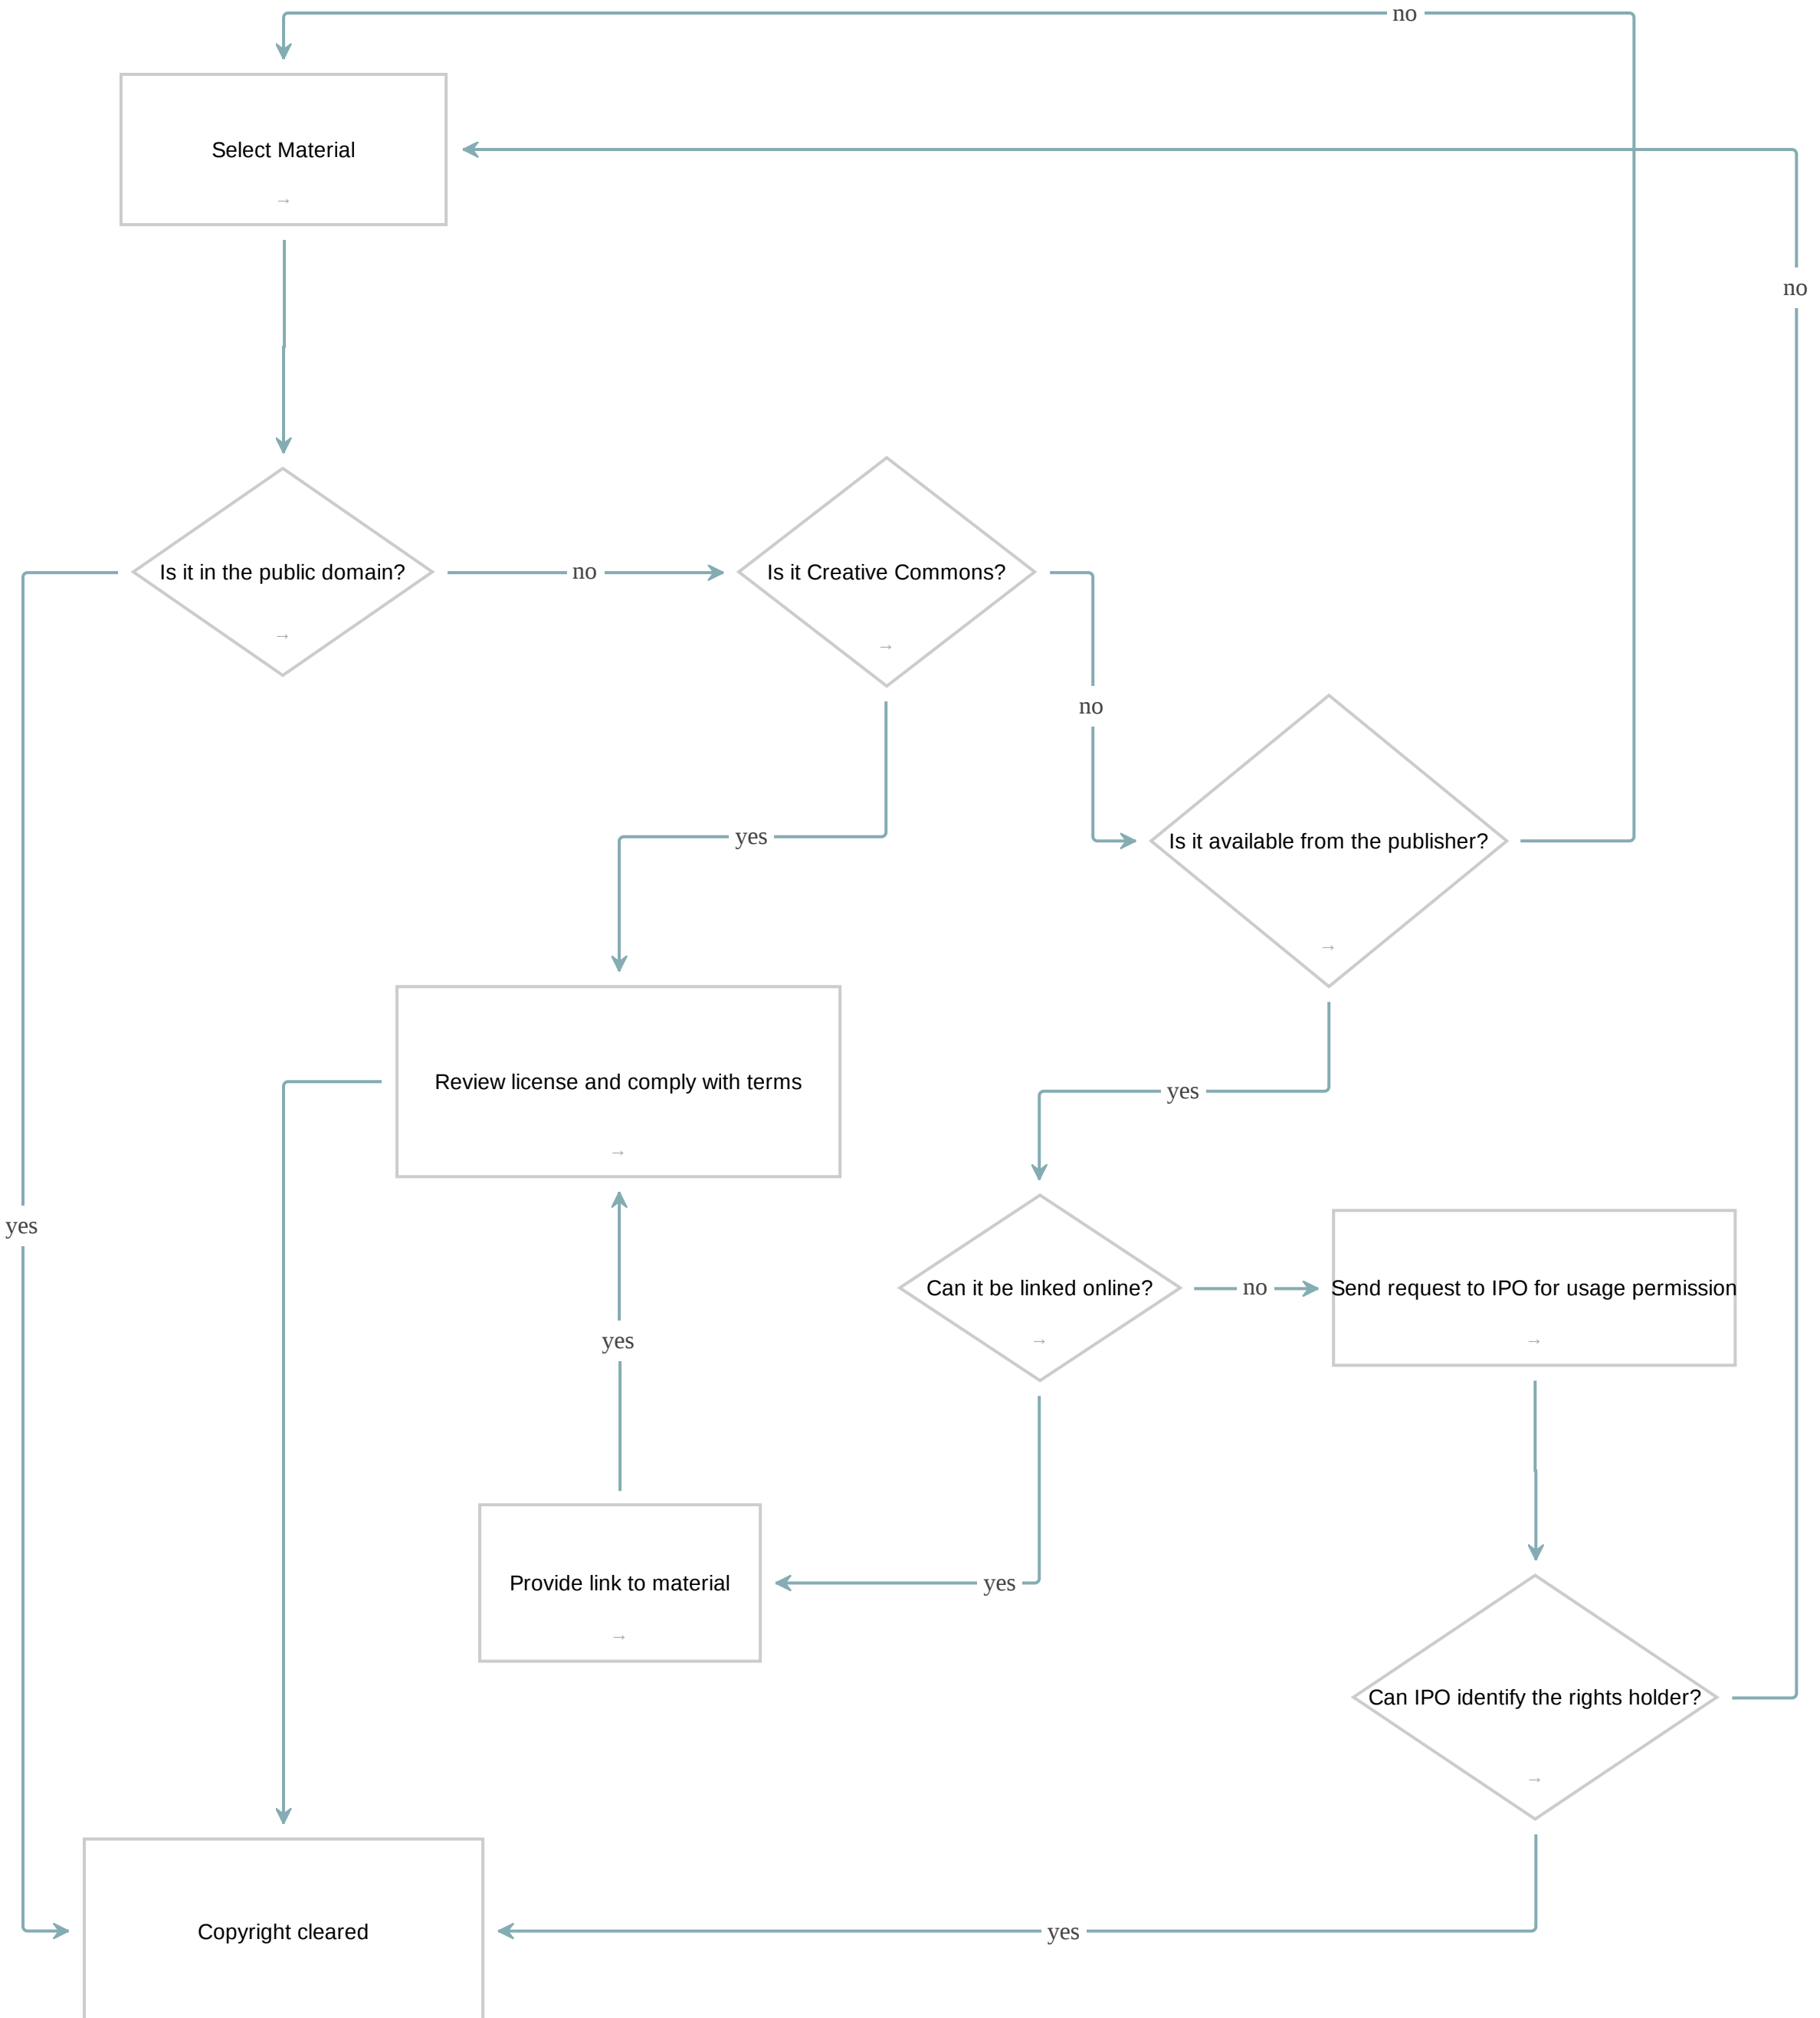 no
Select Material
→
no
Is it in the public domain?
→
no
Is it Creative Commons?
→
no
yes
Is it available from the publisher?
→
Review license and comply with terms
→
yes
yes
Can it be linked online?
→
no
Send request to IPO for usage permission
→
yes
Provide link to material
→
yes
Can IPO identify the rights holder?
→
Copyright cleared
yes